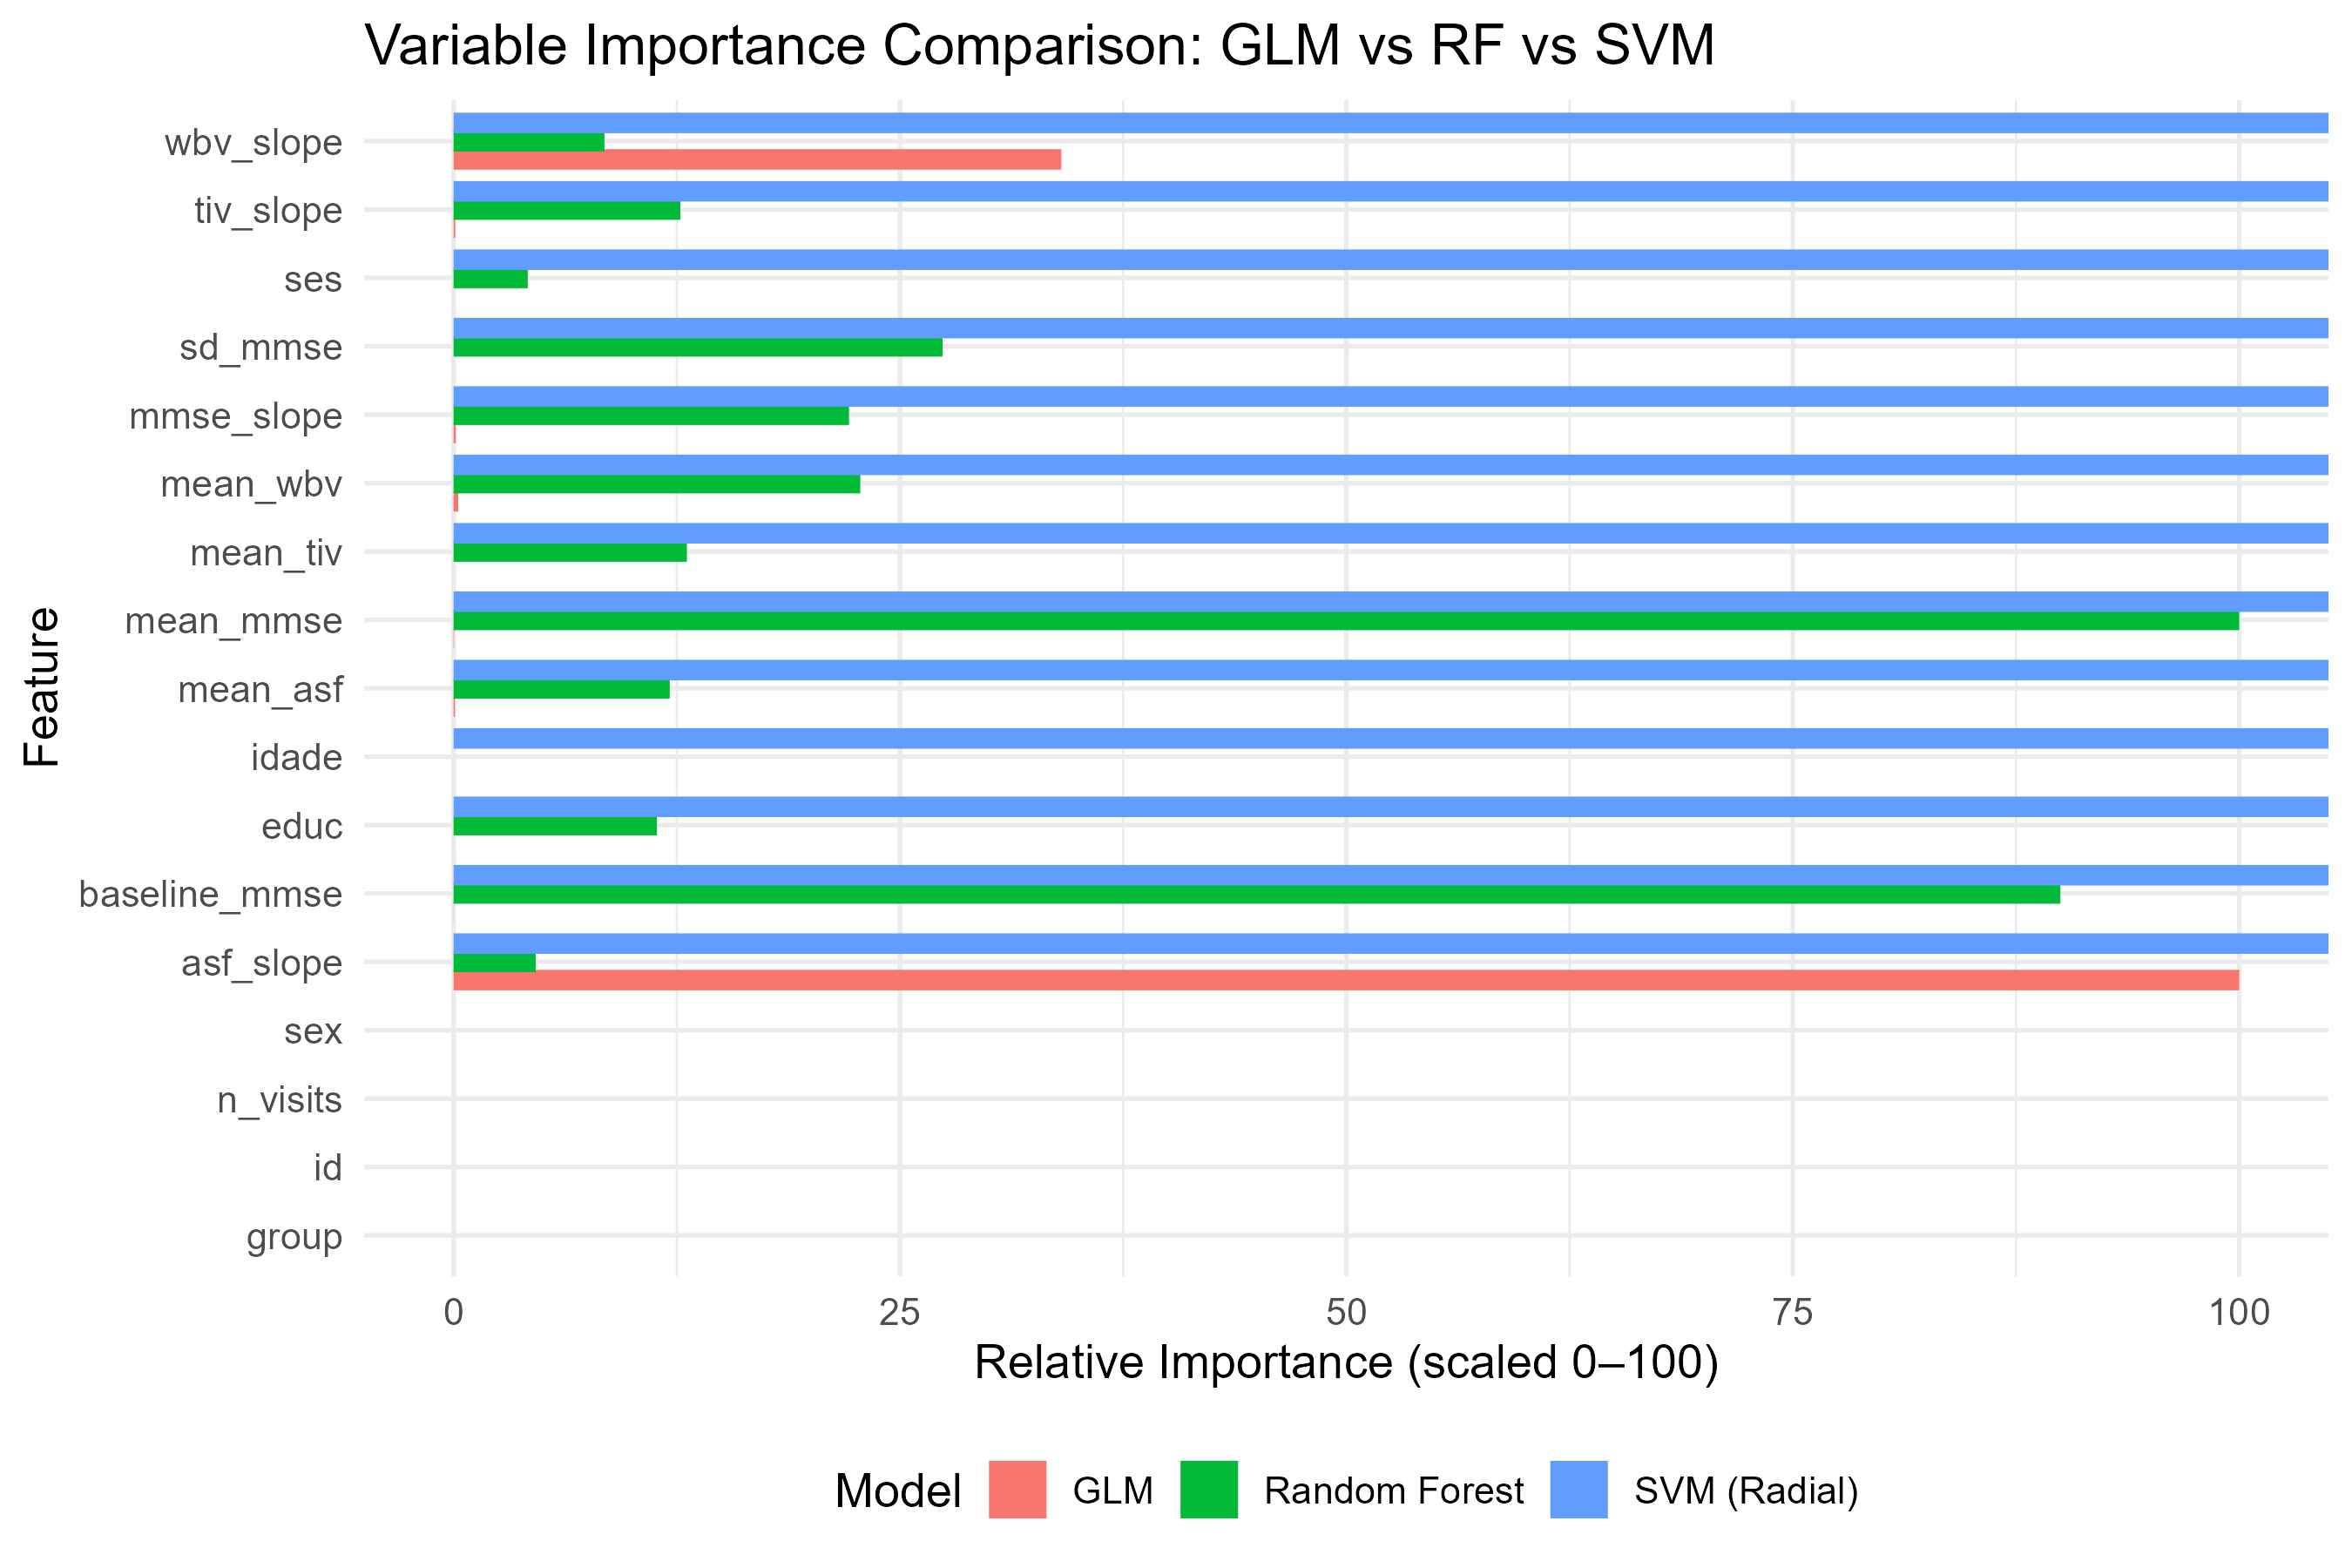 Variable Importance Comparison: GLM vs RF vs SVM
Feature
wbv_slope
tiv_slope
ses
sd_mmse
mmse_slope
mean_wbv
mean_tiv
mean_mmse
mean_asf
idade
educ
baseline_mmse
asf_slope
sex
n_visits
id
group
0 25 50 75 100
Relative Importance (scaled 0–100)
Model GLM Random Forest SVM (Radial)